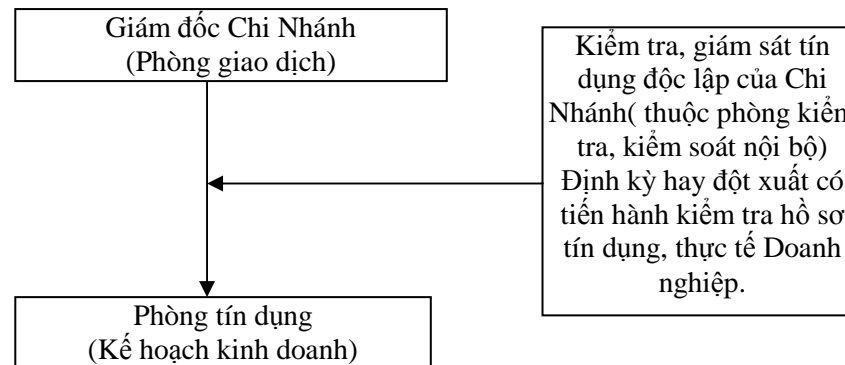 Giám đốc Chi Nhánh
(Phòng giao dịch)
Kiểm tra, giám sát tín
dụng độc lập của Chi
Nhánh( thuộc phòng kiểm
tra, kiểm soát nội bộ)
Định kỳ hay đột xuất có
tiến hành kiểm tra hồ sơ
tín dụng, thực tế Doanh
nghiệp.
Phòng tín dụng
(Kế hoạch kinh doanh)